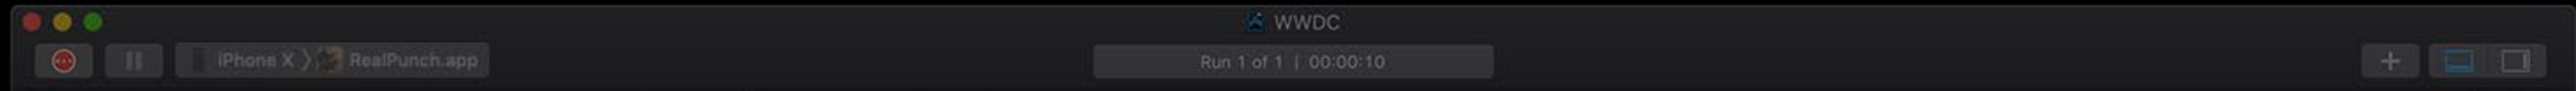 WWDC
iPhone X 〉 RealPunch.app
Run 1 of 1 | 00:00:10